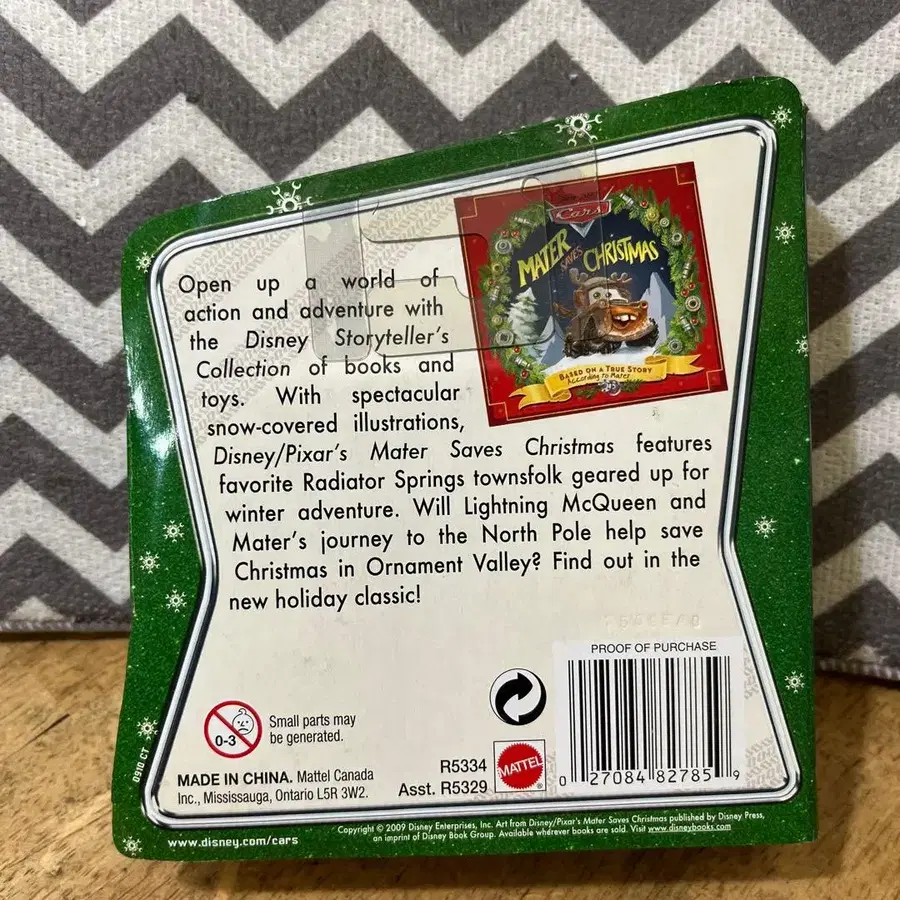 Cars
MATER SAVES CHRISTMAS
BASED ON A TRUE STORY
According to Mater
Open up a world of
action and adventure with
the Disney Storyteller's
Collection of books and
toys. With spectacular
snow-covered illustrations,
Disney/Pixar's Mater Saves Christmas features
favorite Radiator Springs townsfolk geared up for
winter adventure. Will Lightning McQueen and
Mater's journey to the North Pole help save
Christmas in Ornament Valley? Find out in the
new holiday classic!
PROOF OF PURCHASE
0-3
Small parts may
be generated.
MADE IN CHINA. Mattel Canada
Inc., Mississauga, Ontario L5R 3W2.
R5334
Asst. R5329
MATTEL
0 27084 82785 9
0910 CT
www.disney.com/cars
Copyright © 2009 Disney Enterprises, Inc. Art from Disney/Pixar's Mater Saves Christmas published by Disney Press,
an imprint of Disney Book Group. Available wherever books are sold. Visit www.disneybooks.com